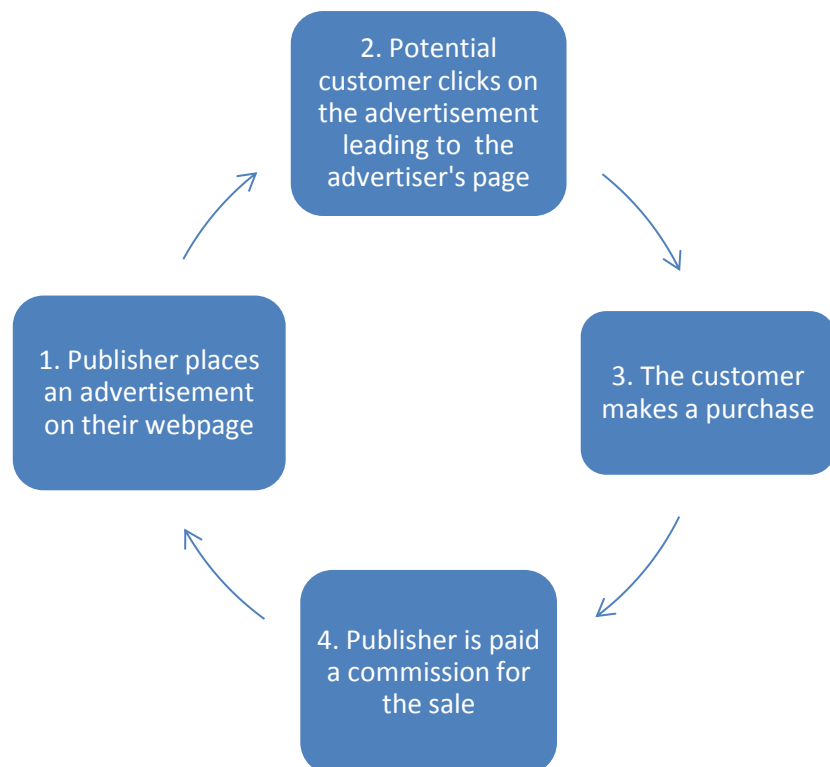 2. Potential
customer clicks on
the advertisement
leading to  the
advertiser's page
1. Publisher places
an advertisement
on their webpage
3. The customer
makes a purchase
4. Publisher is paid
a commission for
the sale